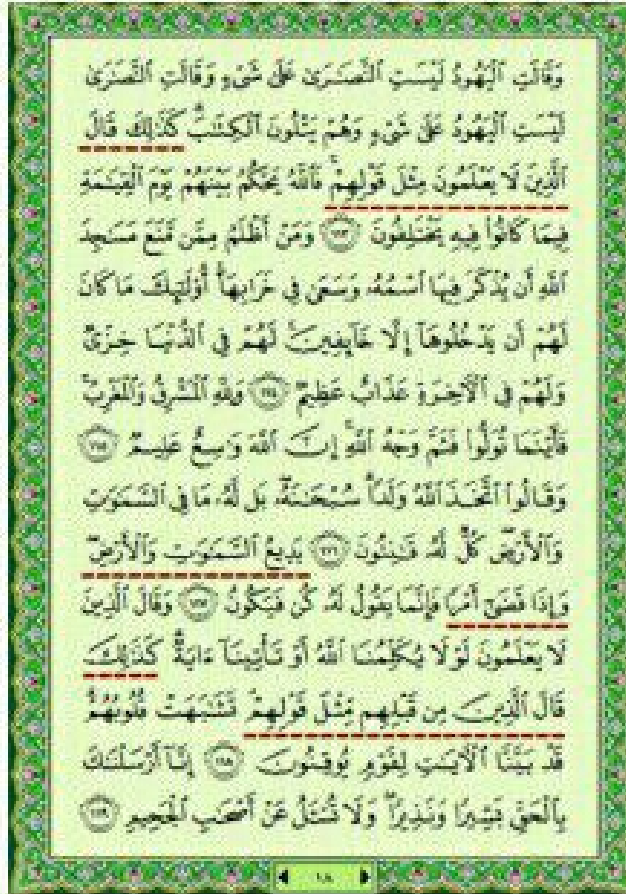 وَقَالَتِ ٱلْيَهُودُ لَيْسَتِ ٱلنَّصَـٰرَىٰ عَلَىٰ شَىْءٍ وَقَالَتِ ٱلنَّصَـٰرَىٰ
لَيْسَتِ ٱلْيَهُودُ عَلَىٰ شَىْءٍ وَهُمْ يَتْلُونَ ٱلْكِتَـٰبَ ۗ كَذَٰلِكَ قَالَ
ٱلَّذِينَ لَا يَعْلَمُونَ مِثْلَ قَوْلِهِمْ ۚ فَٱللَّهُ يَحْكُمُ بَيْنَهُمْ يَوْمَ ٱلْقِيَـٰمَةِ
فِيمَا كَانُوا۟ فِيهِ يَخْتَلِفُونَ ١١٣ وَمَنْ أَظْلَمُ مِمَّن مَّنَعَ مَسَـٰجِدَ
ٱللَّهِ أَن يُذْكَرَ فِيهَا ٱسْمُهُۥ وَسَعَىٰ فِى خَرَابِهَآ ۚ أُو۟لَـٰٓئِكَ مَا كَانَ
لَهُمْ أَن يَدْخُلُوهَآ إِلَّا خَآئِفِينَ ۚ لَهُمْ فِى ٱلدُّنْيَا خِزْىٌ
وَلَهُمْ فِى ٱلْـَٔاخِرَةِ عَذَابٌ عَظِيمٌ ١١٤ وَلِلَّهِ ٱلْمَشْرِقُ وَٱلْمَغْرِبُ ۚ
فَأَيْنَمَا تُوَلُّوا۟ فَثَمَّ وَجْهُ ٱللَّهِ ۚ إِنَّ ٱللَّهَ وَٰسِعٌ عَلِيمٌ ١١٥
وَقَالُوا۟ ٱتَّخَذَ ٱللَّهُ وَلَدًا ۗ سُبْحَـٰنَهُۥ ۖ بَل لَّهُۥ مَا فِى ٱلسَّمَـٰوَٰتِ
وَٱلْأَرْضِ ۖ كُلٌّ لَّهُۥ قَـٰنِتُونَ ١١٦ بَدِيعُ ٱلسَّمَـٰوَٰتِ وَٱلْأَرْضِ ۖ
وَإِذَا قَضَىٰٓ أَمْرًا فَإِنَّمَا يَقُولُ لَهُۥ كُن فَيَكُونُ ١١٧ وَقَالَ ٱلَّذِينَ
لَا يَعْلَمُونَ لَوْلَا يُكَلِّمُنَا ٱللَّهُ أَوْ تَأْتِينَآ ءَايَةٌ ۗ كَذَٰلِكَ
قَالَ ٱلَّذِينَ مِن قَبْلِهِم مِّثْلَ قَوْلِهِمْ ۘ تَشَـٰبَهَتْ قُلُوبُهُمْ ۗ
قَدْ بَيَّنَّا ٱلْـَٔايَـٰتِ لِقَوْمٍ يُوقِنُونَ ١١٨ إِنَّآ أَرْسَلْنَـٰكَ
بِٱلْحَقِّ بَشِيرًا وَنَذِيرًا ۖ وَلَا تُسْـَٔلُ عَنْ أَصْحَـٰبِ ٱلْجَحِيمِ ١١٩
١٨